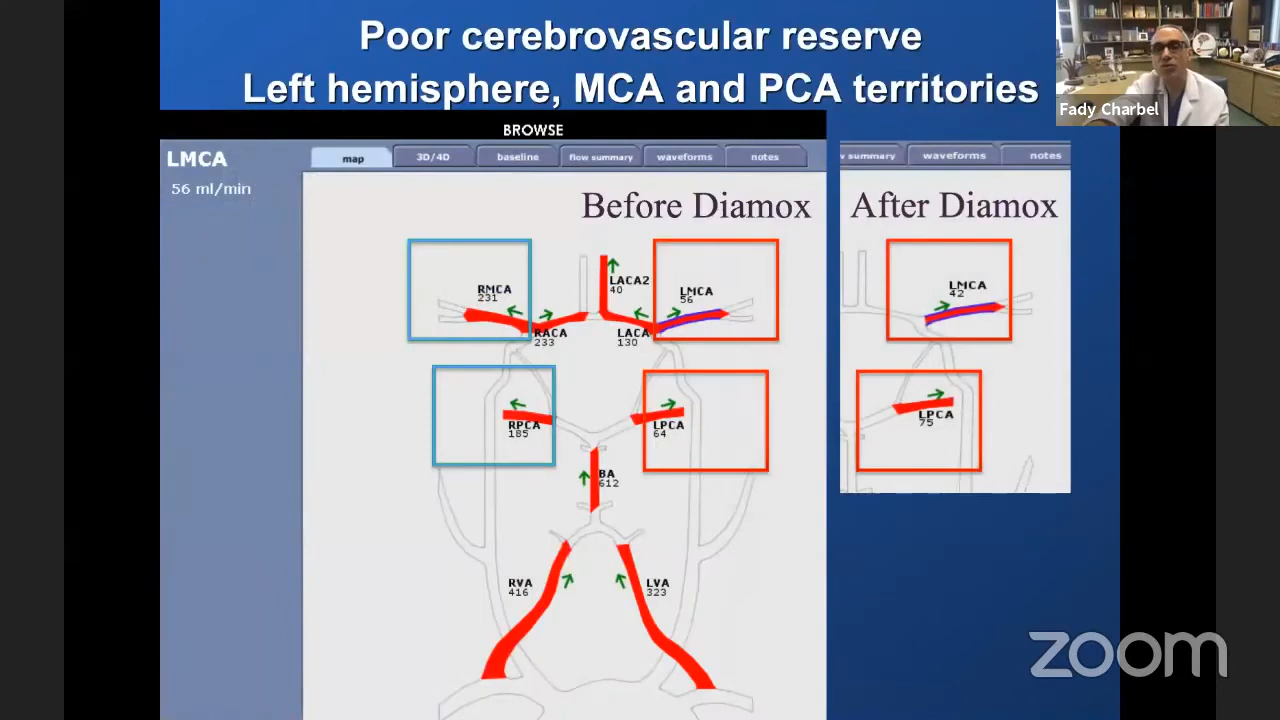 Poor cerebrovascular reserve
Left hemisphere, MCA and PCA territories
Fady Charbel
BROWSE
LMCA
56 ml/min
map
3D/4D
baseline
flow summary
waveforms
notes
w summary
waveforms
notes
Before Diamox
After Diamox
RMCA
231
LACA2
40
LMCA
56
RACA
233
LACA
130
RPCA
185
LPCA
64
BA
612
RVA
416
LVA
323
LMCA
42
LPCA
75
zoom